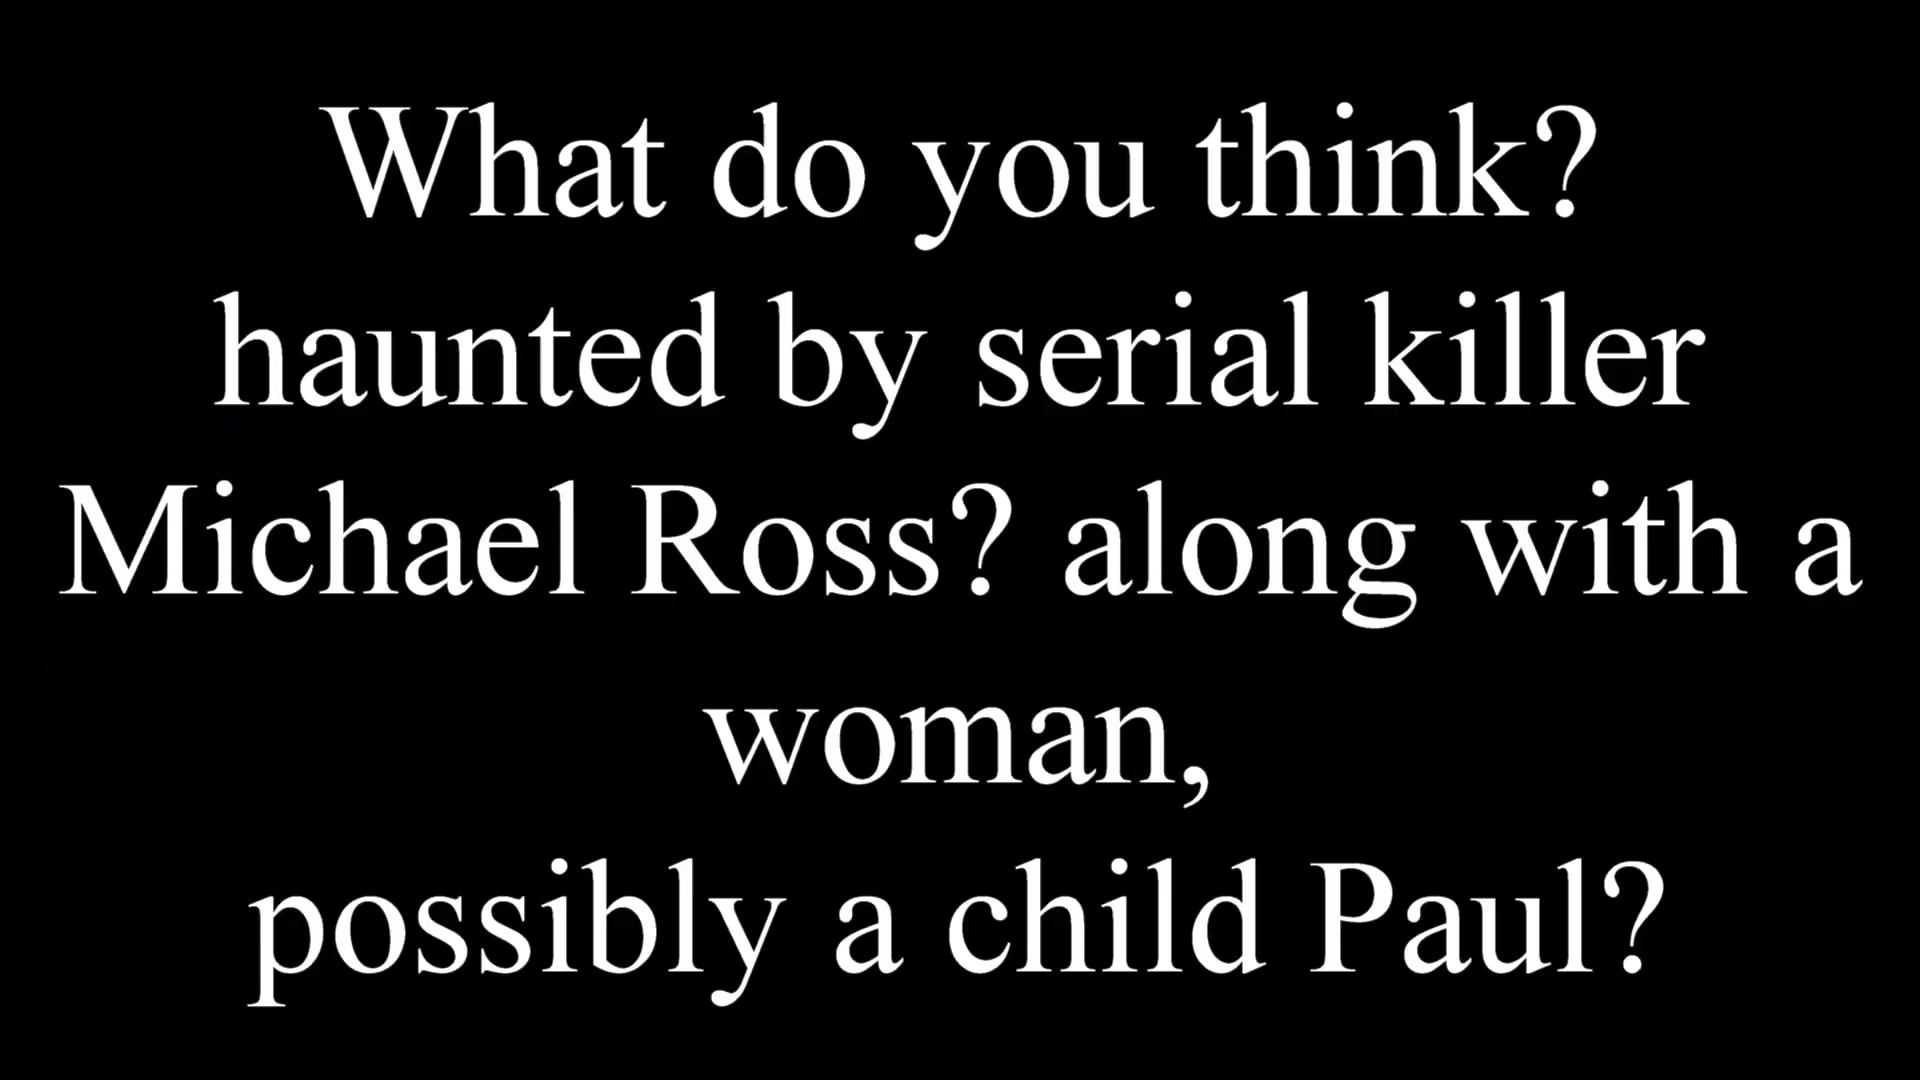 What do you think?
haunted by serial killer
Michael Ross? along with a
woman,
possibly a child Paul?